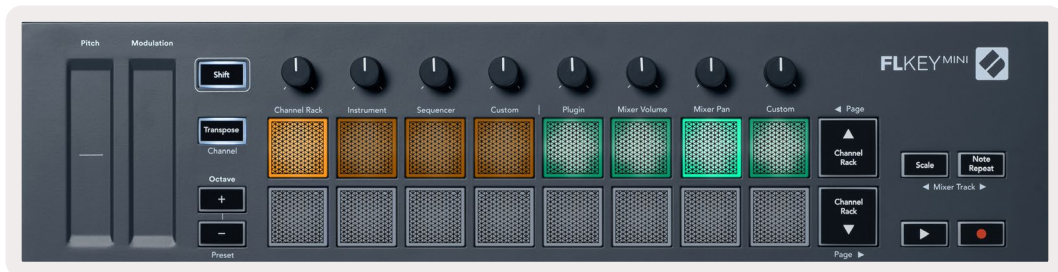 Pitch
Modulation
Shift
FLKEY MINI
Channel Rack
Instrument
Sequencer
Custom
Plugin
Mixer Volume
Mixer Pan
Custom
◀ Page
Transpose
Channel
▲
Channel
Rack
Scale
Note
Repeat
◀ Mixer Track ▶
Octave
+
−
Preset
Channel
Rack
▼
Page ▶